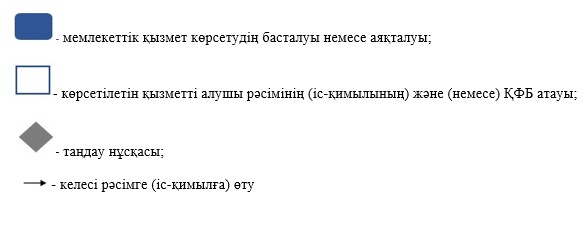 - мемлекеттік қызмет көрсетудің басталуы немесе аяқталуы;
- көрсетілетін қызметті алушы рәсімінің (іс-қимылының) және (немесе) ҚФБ атауы;
- таңдау нұсқасы;
- келесі рәсімге (іс-қимылға) өту